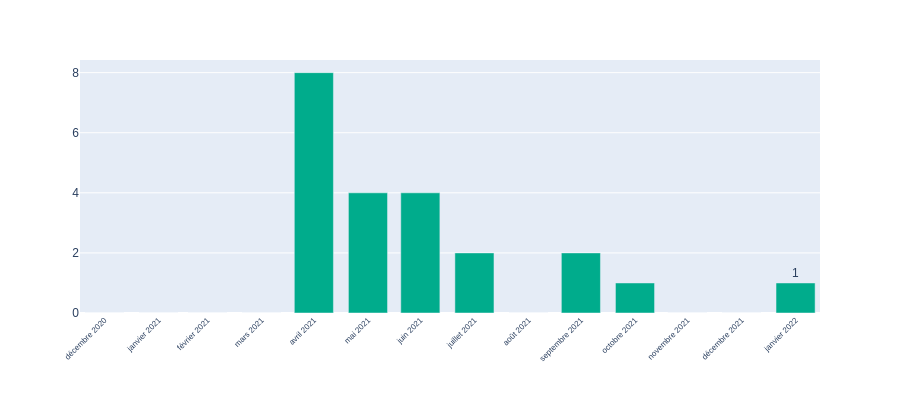 8
6
4
2
0
1
décembre 2020
janvier 2021
février 2021
mars 2021
avril 2021
mai 2021
juin 2021
juillet 2021
août 2021
septembre 2021
octobre 2021
novembre 2021
décembre 2021
janvier 2022